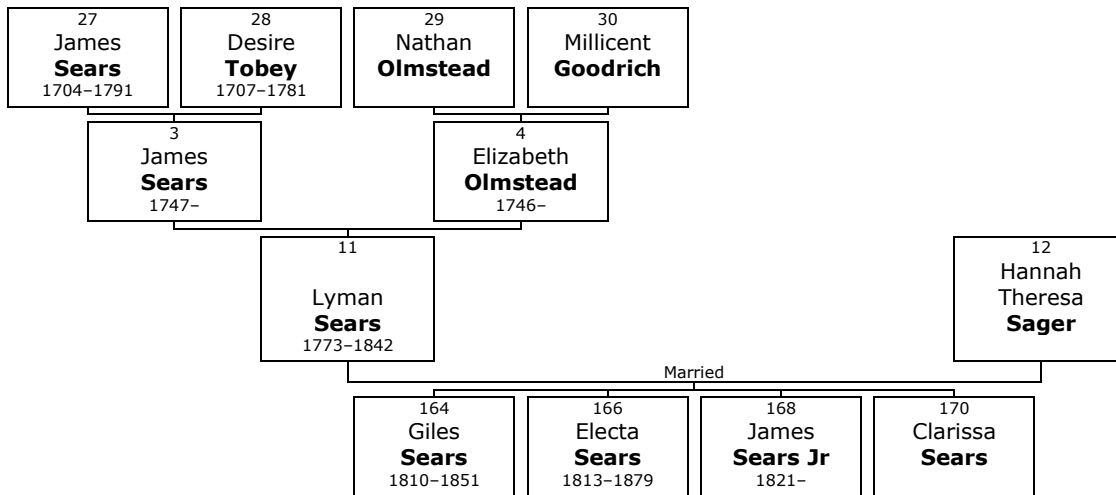 27
James
Sears
1704–1791
28
Desire
Tobey
1707–1781
29
Nathan
Olmstead
30
Millicent
Goodrich
3
James
Sears
1747–
4
Elizabeth
Olmstead
1746–
11
Lyman
Sears
1773–1842
12
Hannah
Theresa
Sager
Married
164
Giles
Sears
1810–1851
166
Electa
Sears
1813–1879
168
James
Sears Jr
1821–
170
Clarissa
Sears